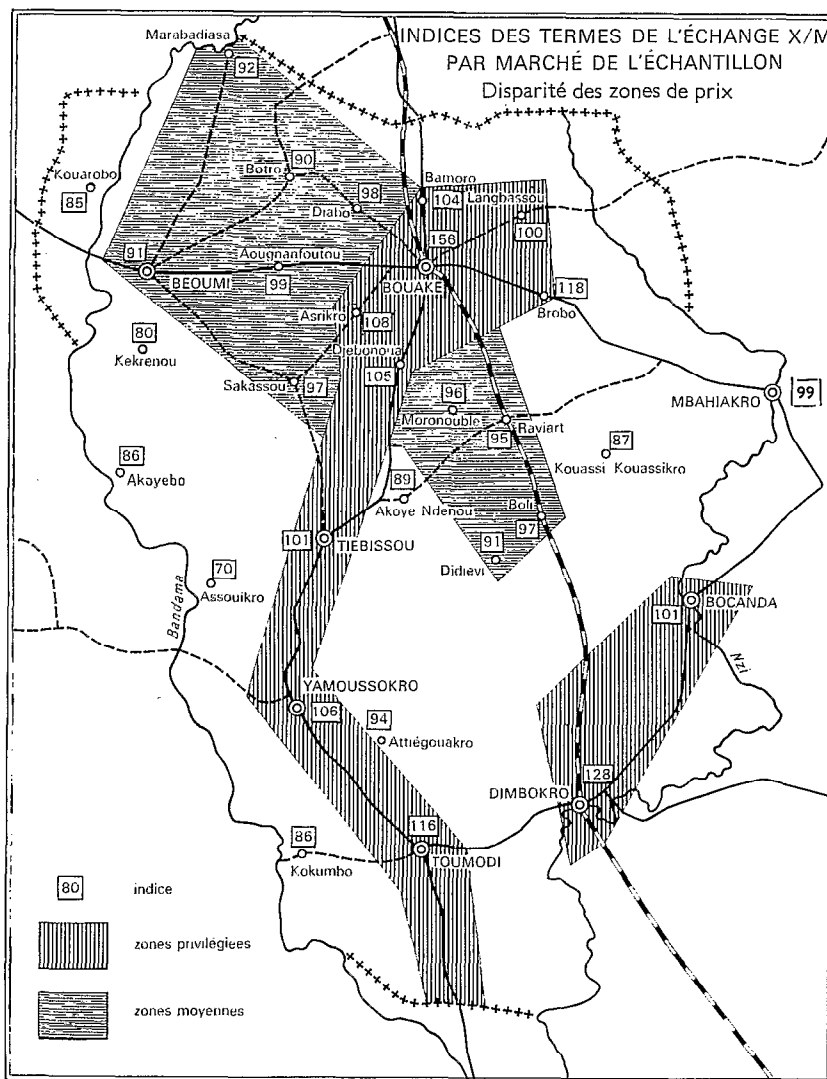 INDICES DES TERMES DE L'ÉCHANGE X/M
PAR MARCHÉ DE L'ÉCHANTILLON
Disparité des zones de prix
Marabadiasa
92
Kouarobo
85
Botro
90
Diabo
98
Bamoro
104
Langbassou
100
91
BEOUMI
Aougnanfoutou
99
156
BOUAKE
118
Brobo
Asrikro
108
Djebonoua
105
80
Kekrenou
Sakassou
97
96
Moronouble
95
Raviart
MBAHIAKRO
99
87
Kouassi Kouassikro
86
Akoyebo
89
Akoye Ndenou
Boli
97
91
Didievi
101
TIEBISSOU
70
Assouikro
Bandama
101
BOCANDA
Nzi
YAMOUSSOKRO
106
94
Attiégouakro
128
DIMBOKRO
116
TOUMODI
86
Kokumbo
80
indice
zones privilégiées
zones moyennes